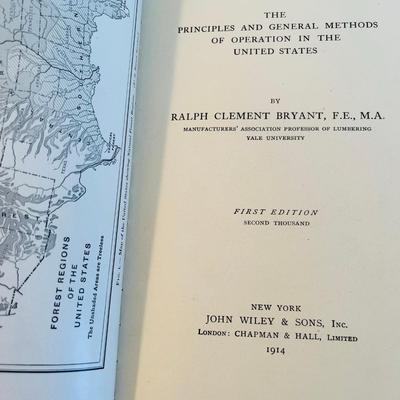 THE
PRINCIPLES AND GENERAL METHODS
OF OPERATION IN THE
UNITED STATES
BY
RALPH CLEMENT BRYANT, F.E., M.A.
MANUFACTURERS' ASSOCIATION PROFESSOR OF LUMBERING
YALE UNIVERSITY
FIRST EDITION
SECOND THOUSAND
NEW YORK
JOHN WILEY & SONS, Inc.
London: CHAPMAN & HALL, Limited
1914
FOREST REGIONS
OF THE
UNITED STATES
The Unshaded Areas are Treeless